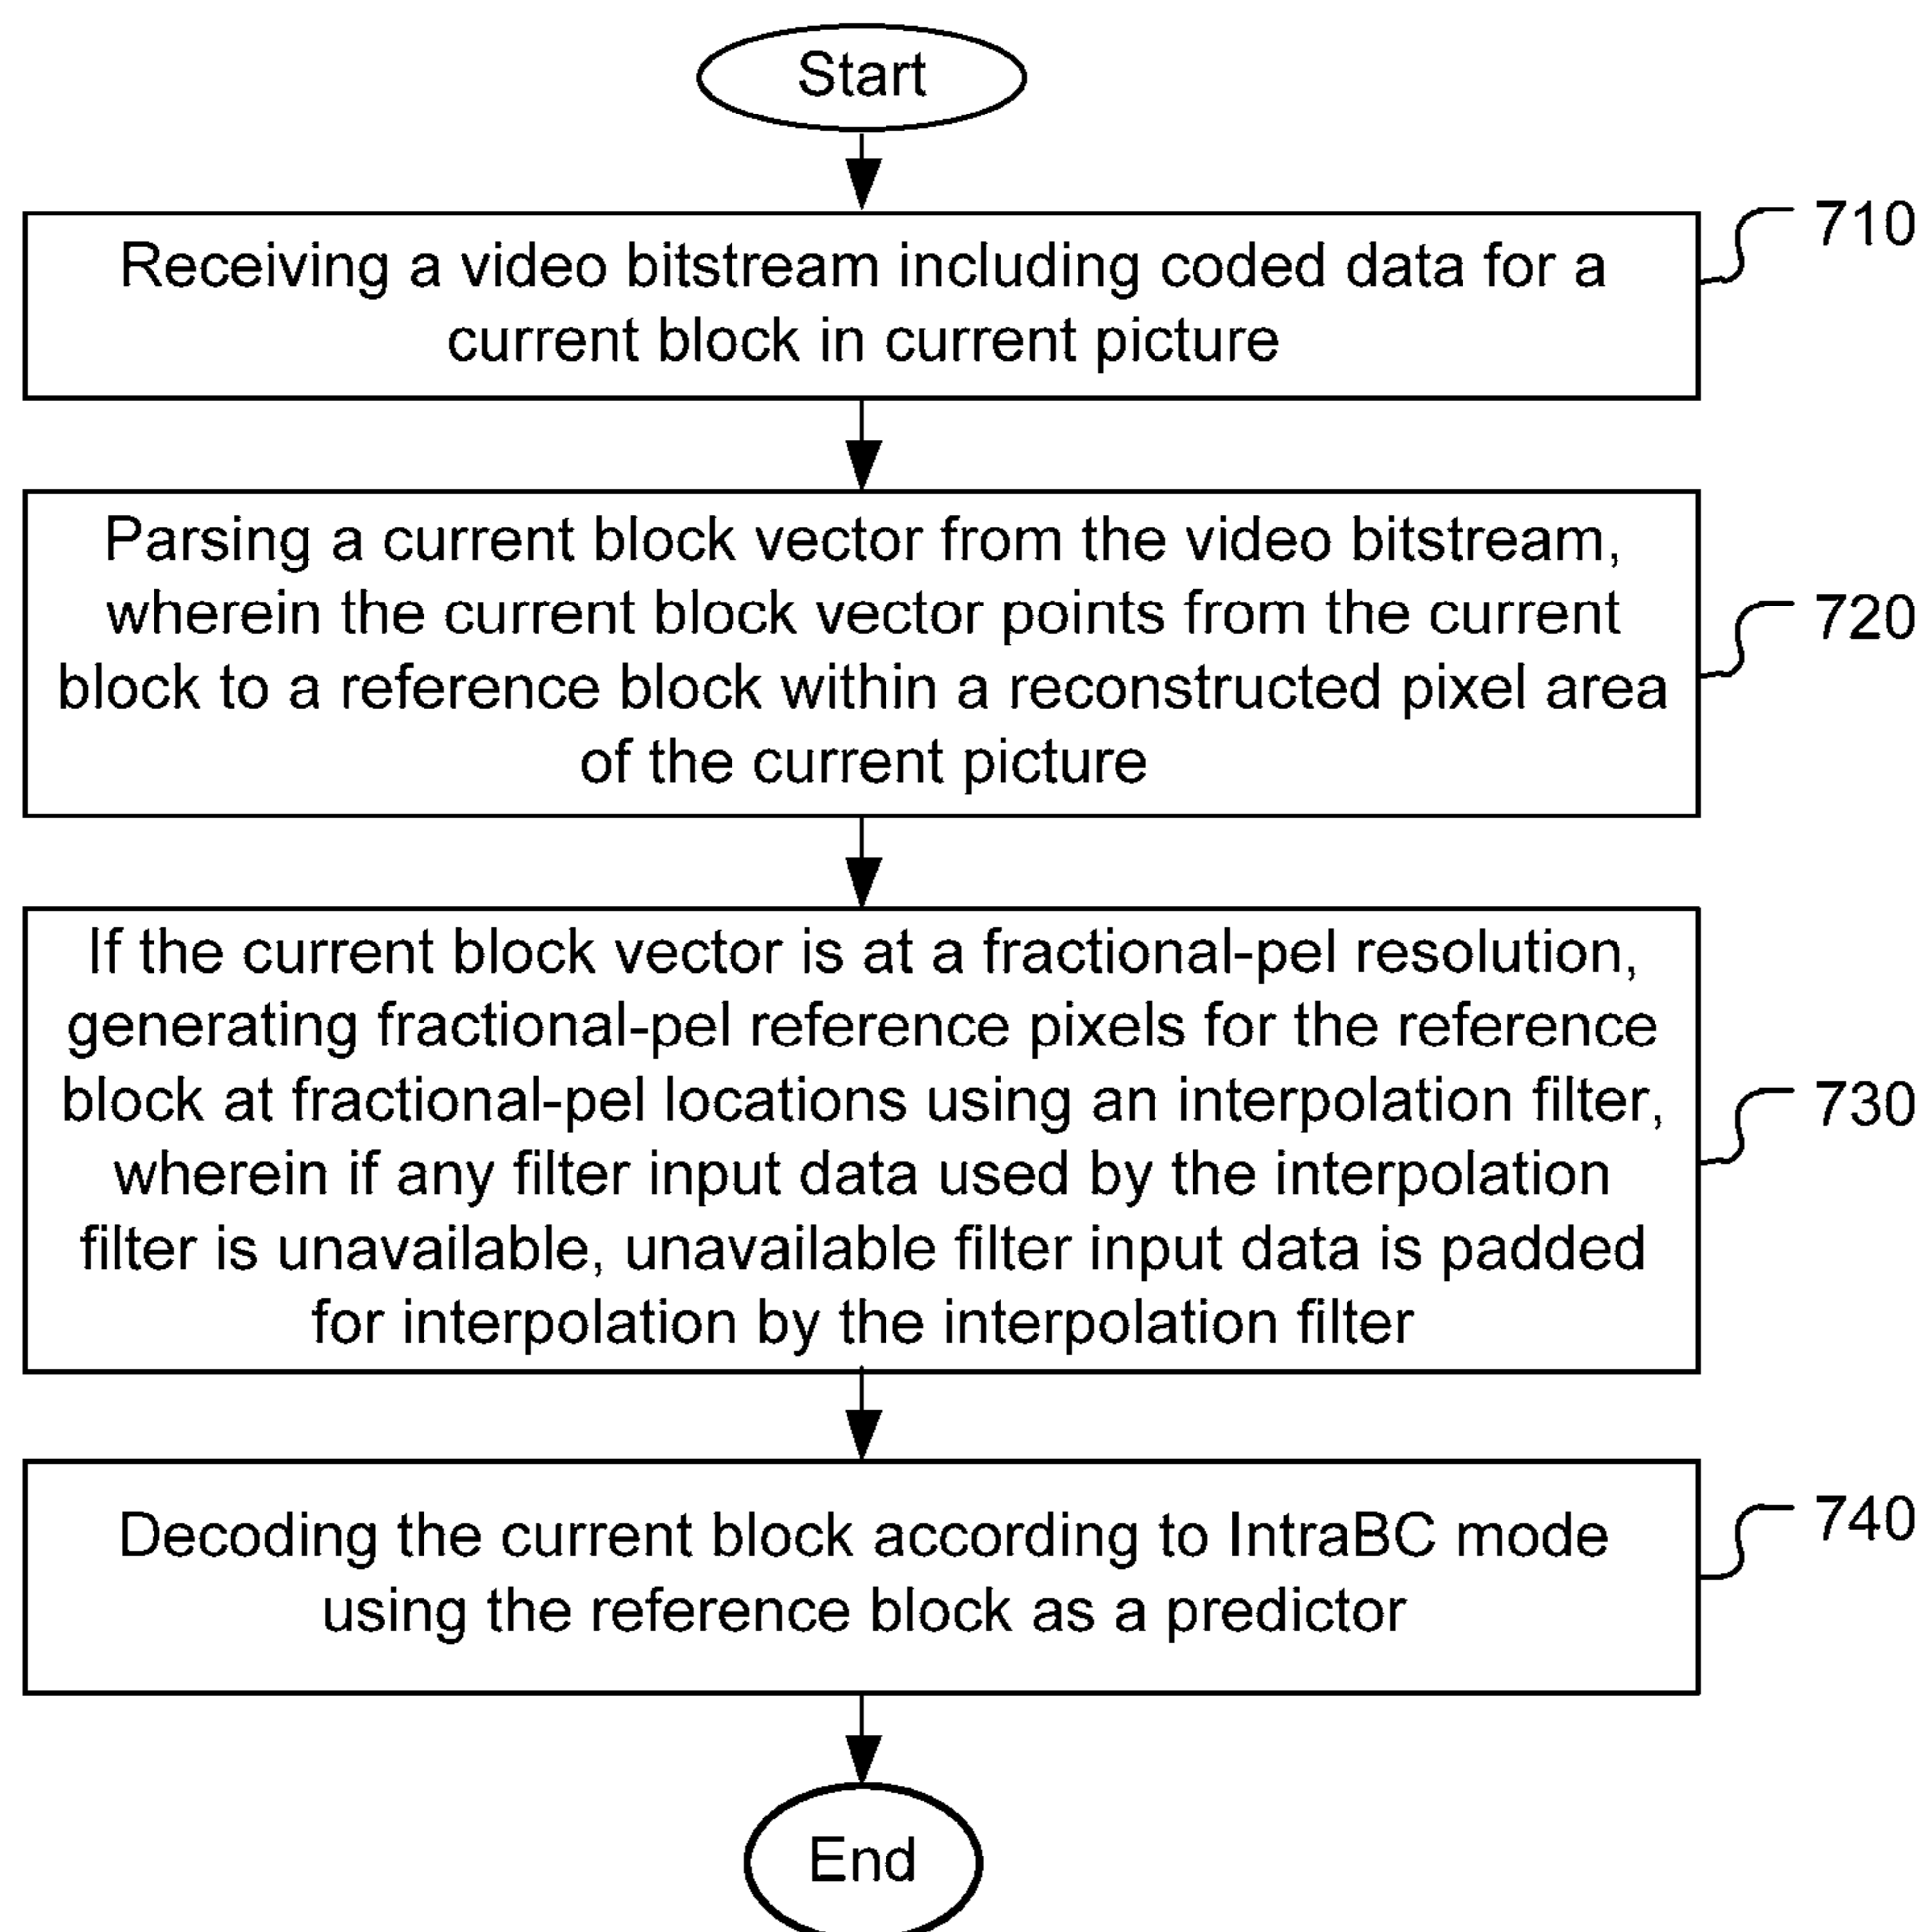 Start
Receiving a video bitstream including coded data for a
current block in current picture
710
Parsing a current block vector from the video bitstream,
wherein the current block vector points from the current
block to a reference block within a reconstructed pixel area
of the current picture
720
If the current block vector is at a fractional-pel resolution,
generating fractional-pel reference pixels for the reference
block at fractional-pel locations using an interpolation filter,
wherein if any filter input data used by the interpolation
filter is unavailable, unavailable filter input data is padded
for interpolation by the interpolation filter
730
Decoding the current block according to IntraBC mode
using the reference block as a predictor
740
End